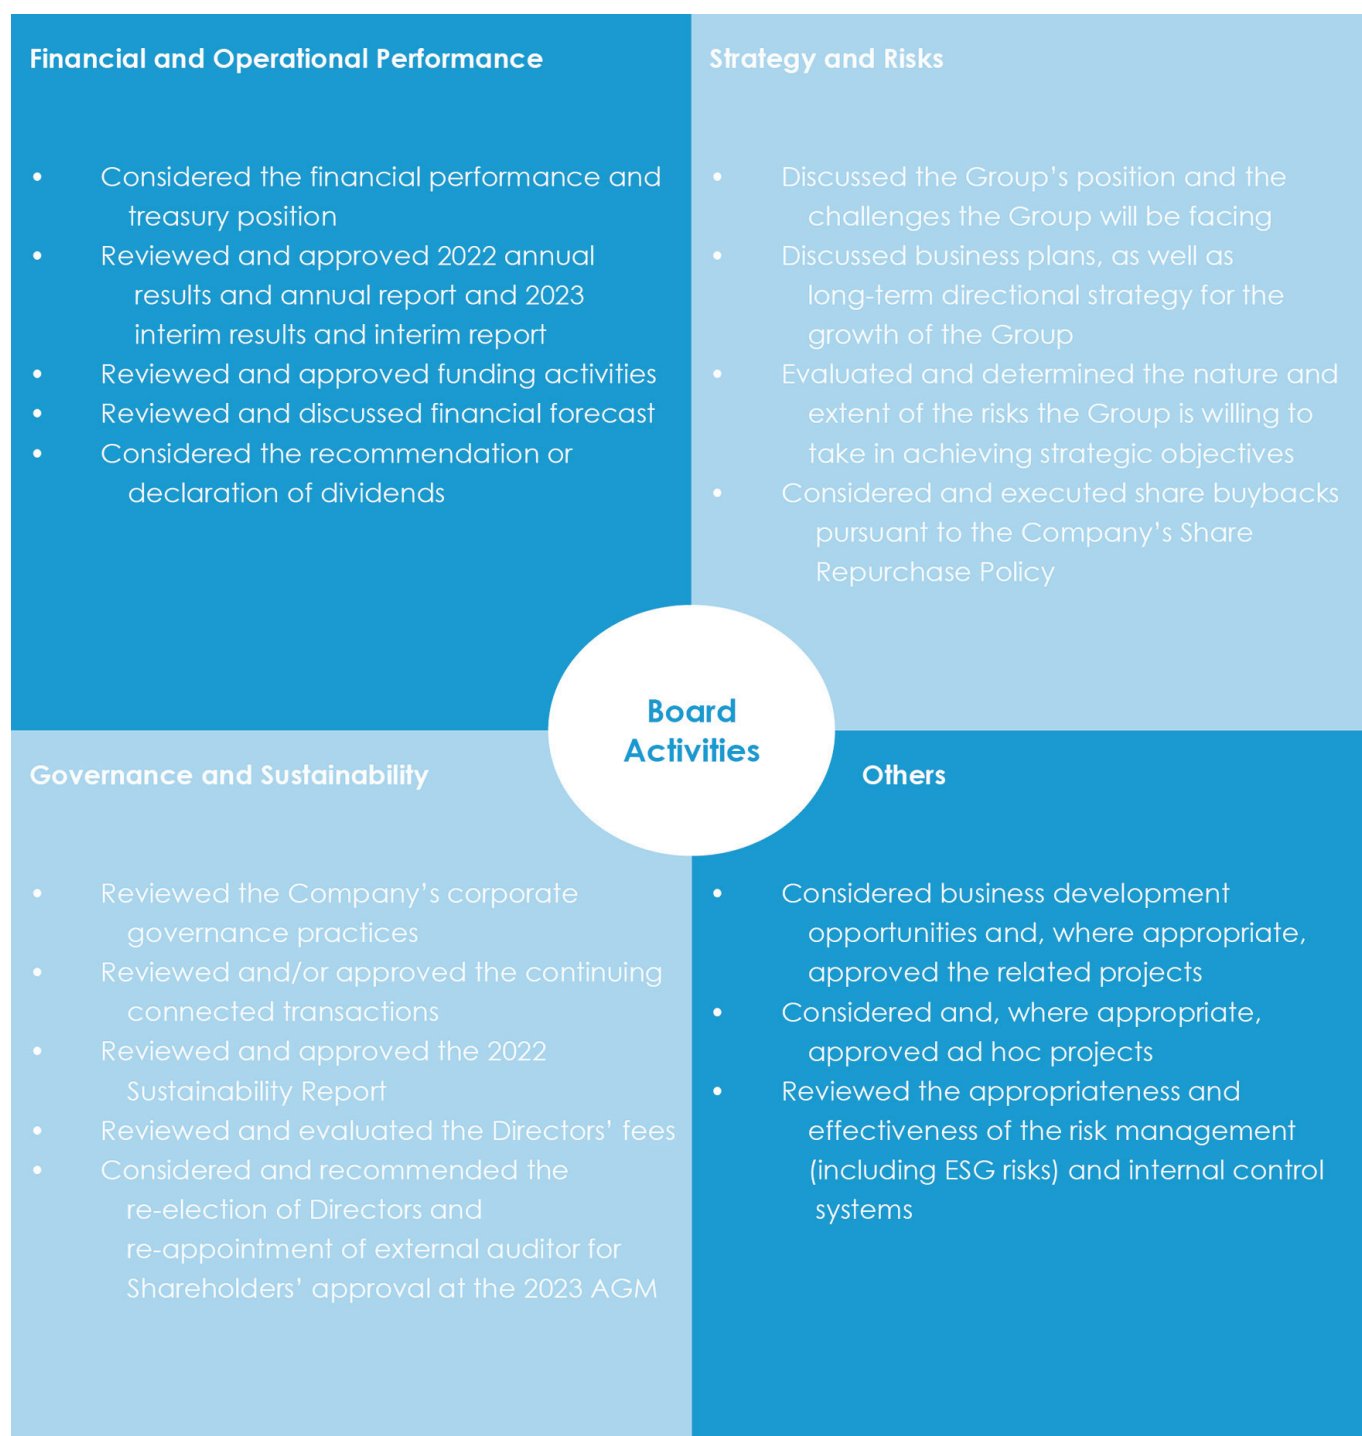 Financial and Operational Performance
• Considered the financial performance and
treasury position
• Reviewed and approved 2022 annual
results and annual report and 2023
interim results and interim report
• Reviewed and approved funding activities
• Reviewed and discussed financial forecast
• Considered the recommendation or
declaration of dividends
Strategy and Risks
• Discussed the Group’s position and the
challenges the Group will be facing
• Discussed business plans, as well as
long-term directional strategy for the
growth of the Group
• Evaluated and determined the nature and
extent of the risks the Group is willing to
take in achieving strategic objectives
• Considered and executed share buybacks
pursuant to the Company’s Share
Repurchase Policy
Board
Activities
Governance and Sustainability
• Reviewed the Company’s corporate
governance practices
• Reviewed and/or approved the continuing
connected transactions
• Reviewed and approved the 2022
Sustainability Report
• Reviewed and evaluated the Directors’ fees
• Considered and recommended the
re-election of Directors and
re-appointment of external auditor for
Shareholders’ approval at the 2023 AGM
Others
• Considered business development
opportunities and, where appropriate,
approved the related projects
• Considered and, where appropriate,
approved ad hoc projects
• Reviewed the appropriateness and
effectiveness of the risk management
(including ESG risks) and internal control
systems